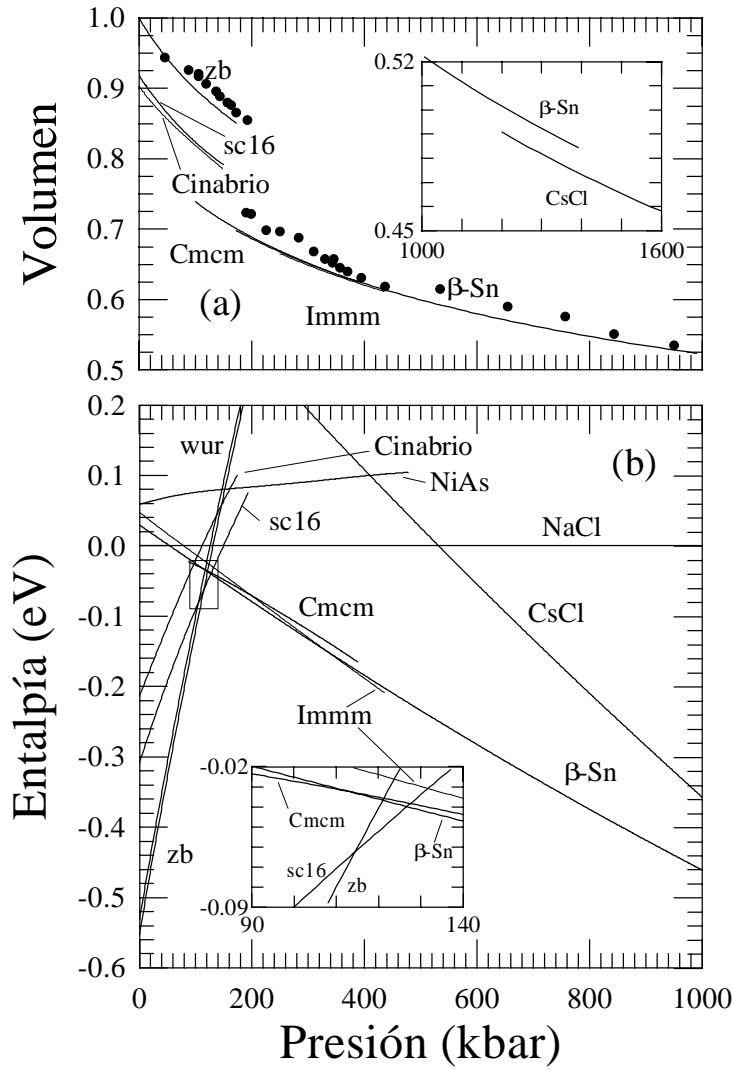 1.0
0.9
0.8
0.7
0.6
0.5
Volumen
zb
sc16
Cinabrio
Cmcm
Immm
β-Sn
(a)
0.52
0.45
1000
1600
β-Sn
CsCl
0.2
0.1
0.0
-0.1
-0.2
-0.3
-0.4
-0.5
-0.6
Entalpía (eV)
wur
Cinabrio
(b)
NiAs
sc16
NaCl
Cmcm
CsCl
Immm
β-Sn
zb
-0.02
-0.09
90
140
Cmcm
β-Sn
sc16
zb
0
200
400
600
800
1000
Presión (kbar)